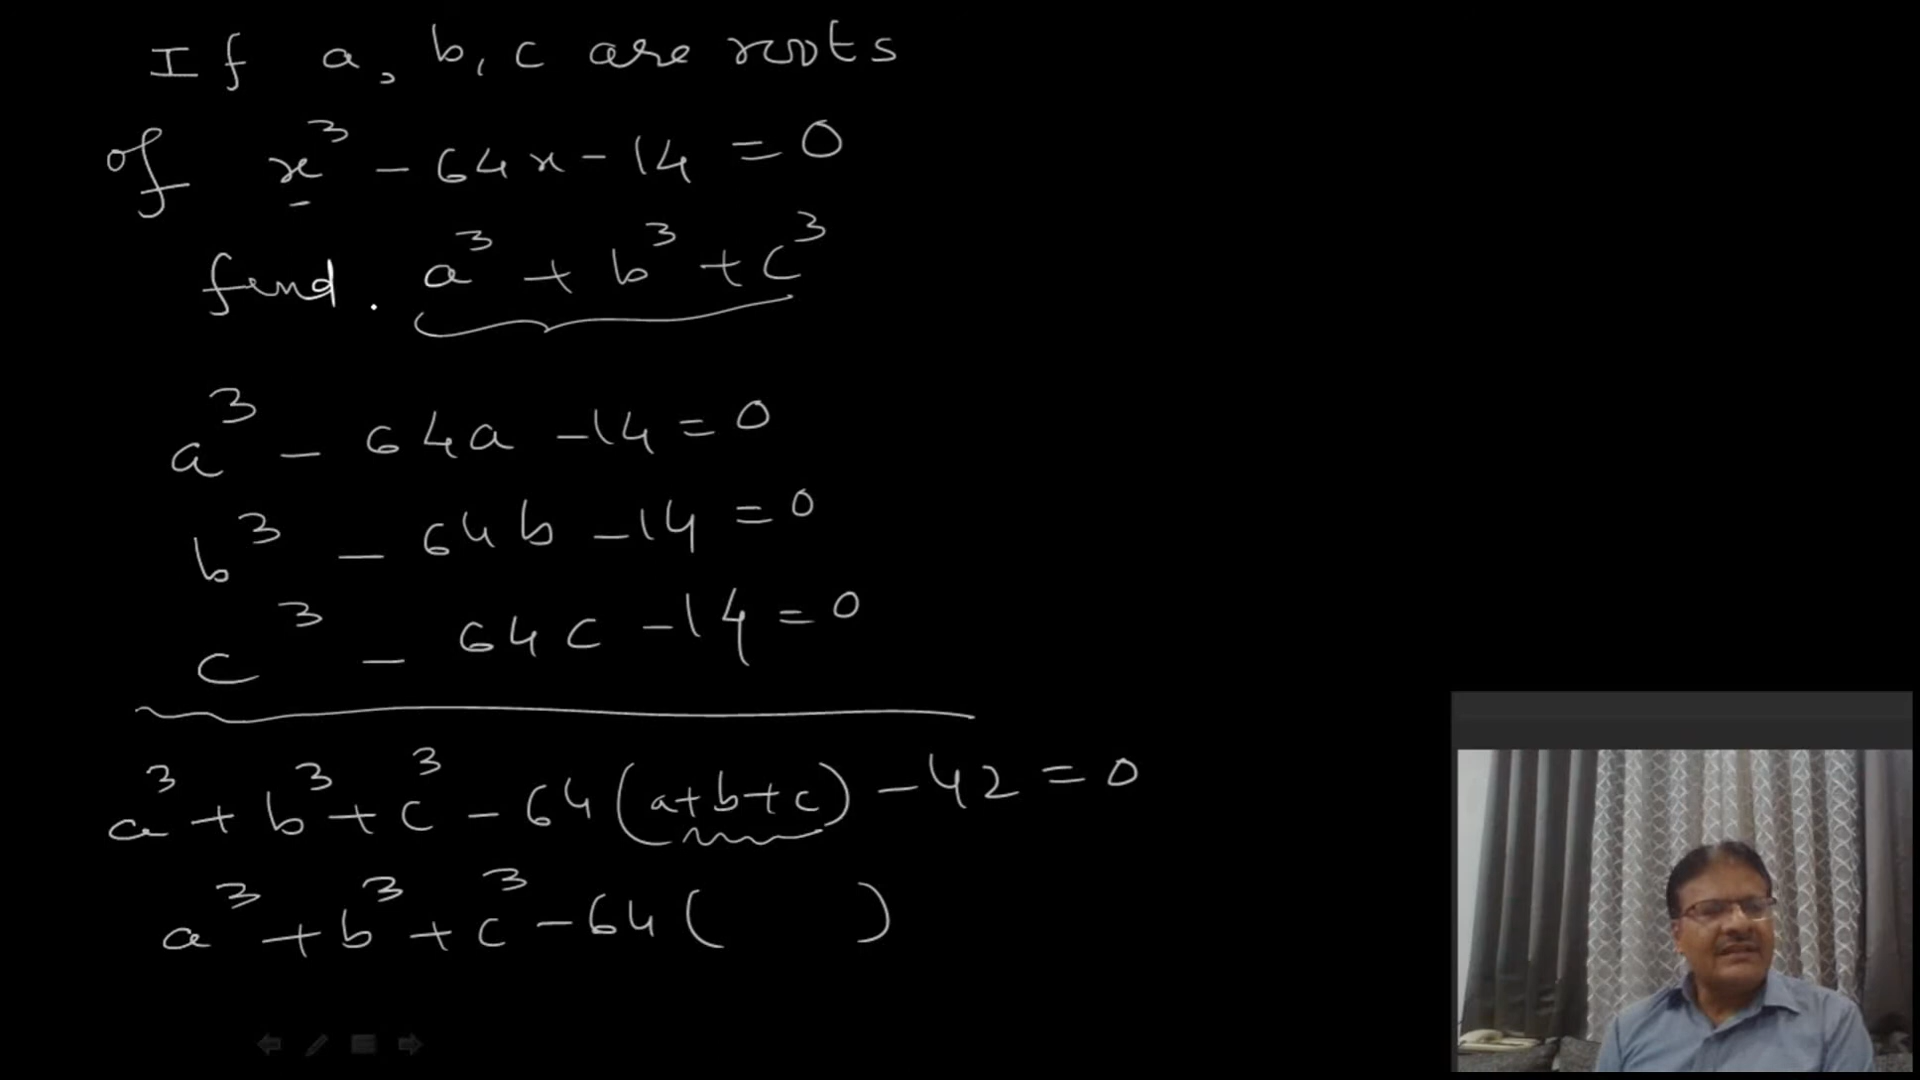 If a, b, c are roots
of x³ - 64x - 14 = 0
find. a³ + b³ + c³
a³ - 64a - 14 = 0
b³ - 64b - 14 = 0
c³ - 64c - 14 = 0
a³ + b³ + c³ - 64(a+b+c) - 42 = 0
a³ + b³ + c³ - 64(      )